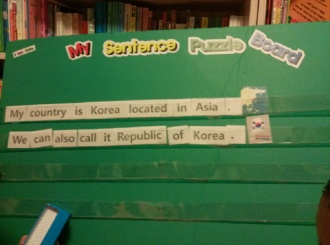 My Sentence Puzzle Board
My country is Korea located in Asia .
We can also call it Republic of Korea .